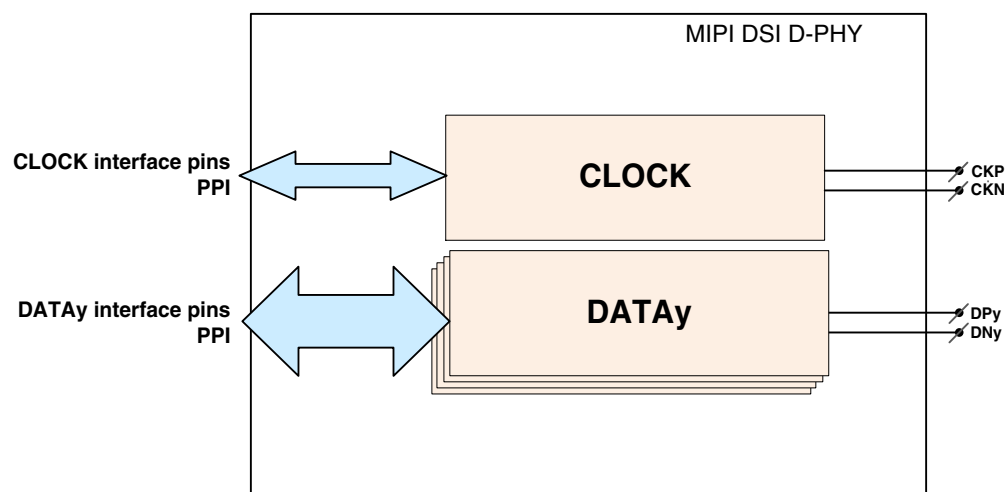 MIPI DSI D-PHY
CLOCK interface pins
PPI
CLOCK
CKP
CKN
DATAy interface pins
PPI
DATAy
DPy
DNy